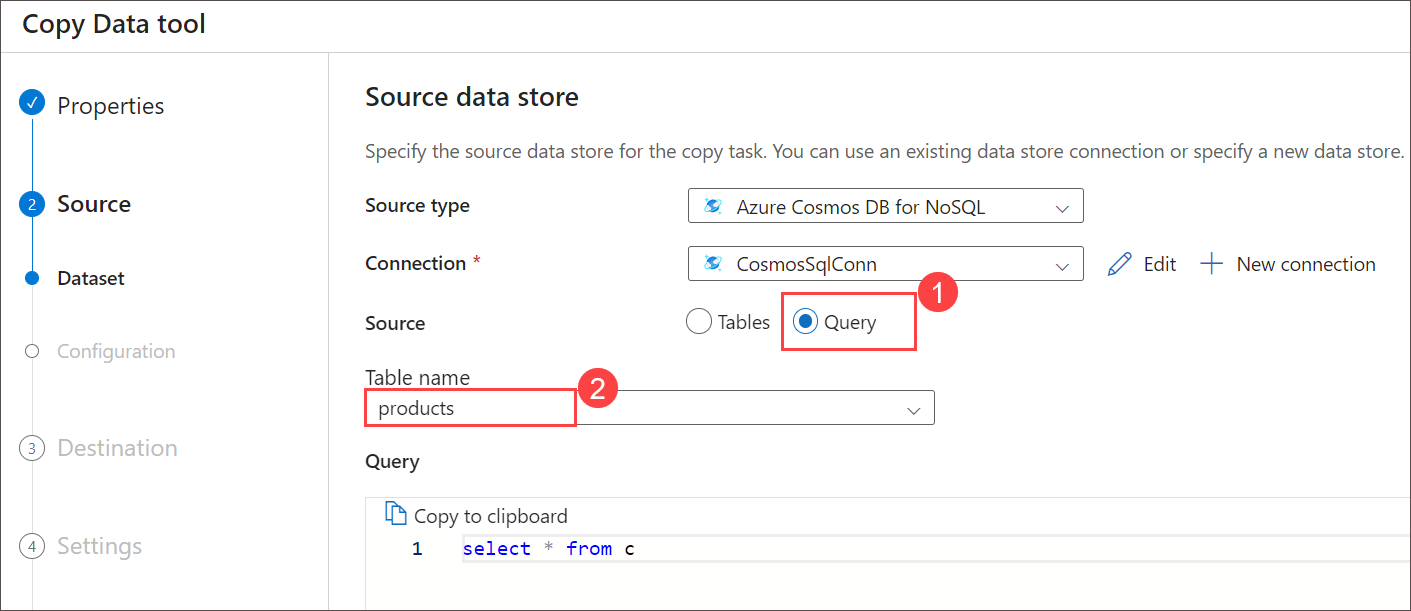 Copy Data tool
✓ Properties
2 Source
Dataset
Configuration
3 Destination
4 Settings
Source data store
Specify the source data store for the copy task. You can use an existing data store connection or specify a new data store.
Source type Azure Cosmos DB for NoSQL
Connection * CosmosSqlConn Edit + New connection
1
Source Tables Query
Table name
2
products
Query
Copy to clipboard
1 select * from c